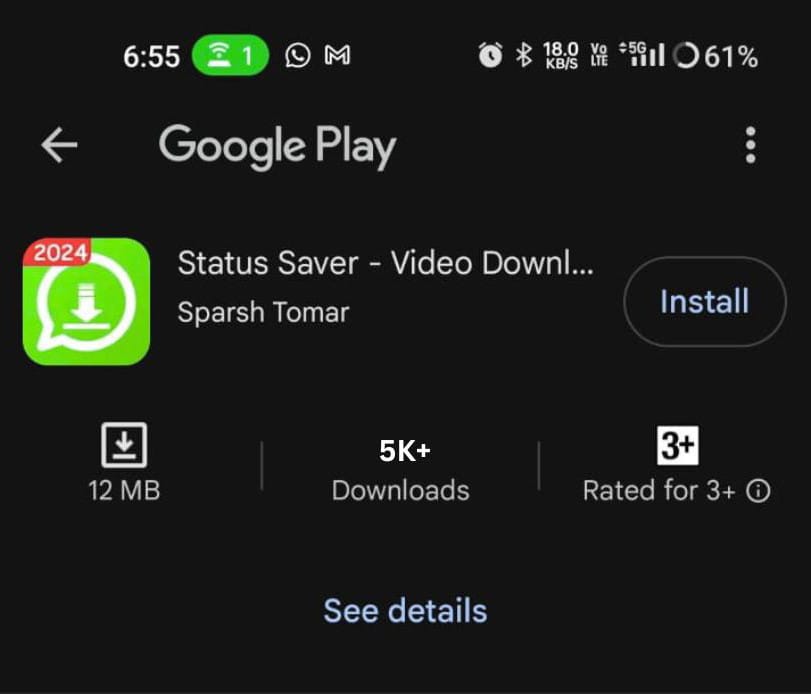 6:55 1 18.0 KB/S Vo LTE 5G 61%
Google Play
2024
Status Saver - Video Downl...
Sparsh Tomar
Install
5K+
3+
12 MB
Downloads
Rated for 3+
See details